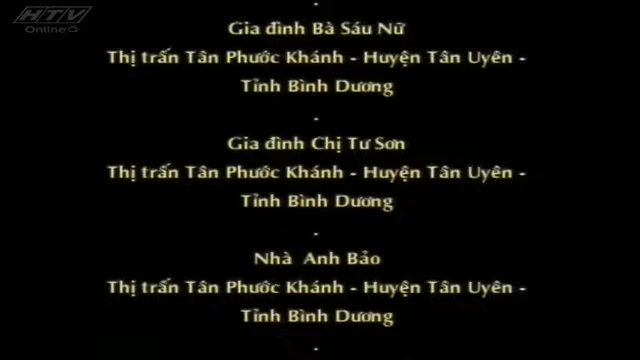 HTV
Online
Gia đình Bà Sáu Nữ
Thị trấn Tân Phước Khánh - Huyện Tân Uyên -
Tỉnh Bình Dương
-
Gia đình Chị Tư Sơn
Thị trấn Tân Phước Khánh - Huyện Tân Uyên -
Tỉnh Bình Dương
-
Nhà Anh Bảo
Thị trấn Tân Phước Khánh - Huyện Tân Uyên -
Tỉnh Bình Dương
-